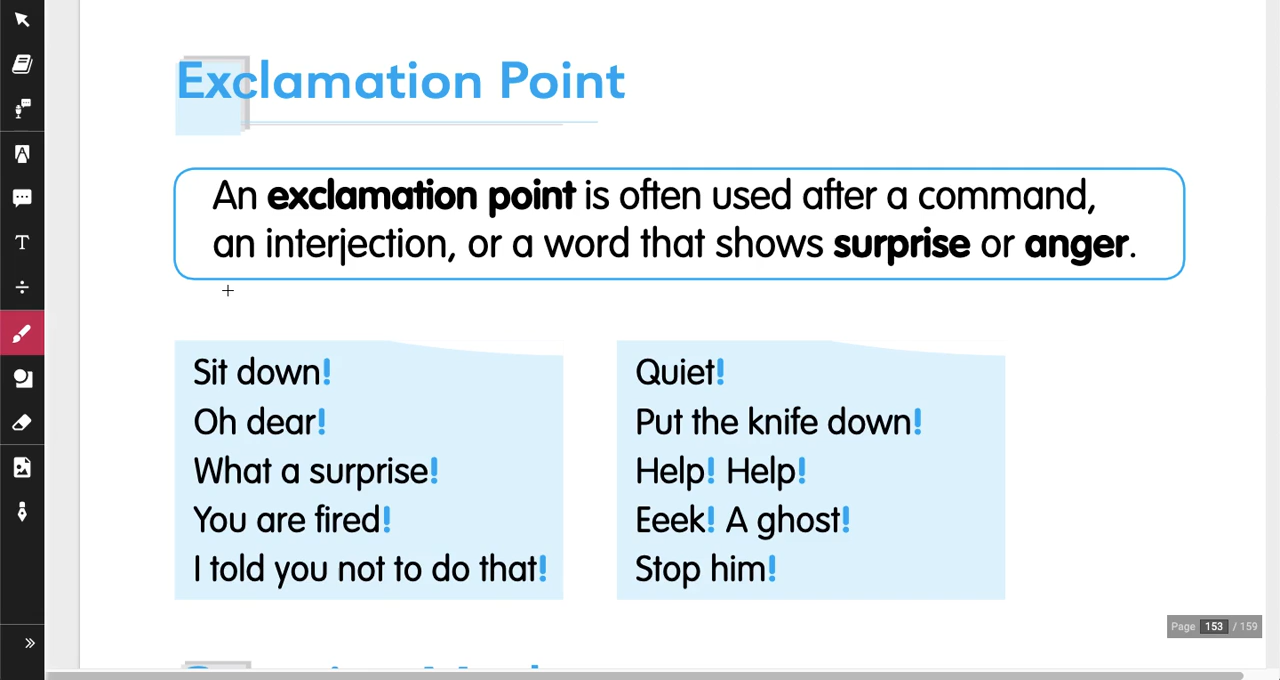 Exclamation Point
An exclamation point is often used after a command,
an interjection, or a word that shows surprise or anger.
Sit down!
Oh dear!
What a surprise!
You are fired!
I told you not to do that!
Quiet!
Put the knife down!
Help! Help!
Eeek! A ghost!
Stop him!
Page 153 / 159